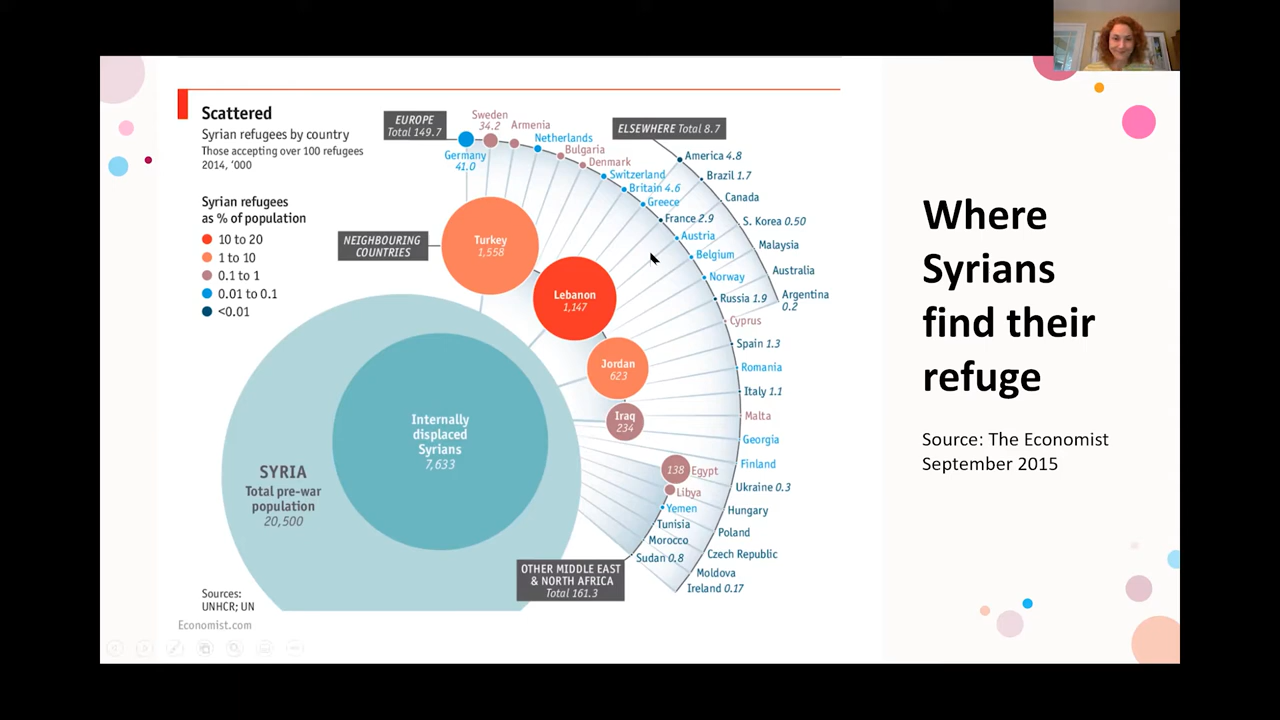 Scattered
Syrian refugees by country
Those accepting over 100 refugees
2014, '000
Syrian refugees
as % of population
10 to 20
1 to 10
0.1 to 1
0.01 to 0.1
<0.01
EUROPE
Total 149.7
Germany
41.0
Sweden
34.2
Armenia
Netherlands
Bulgaria
Denmark
Switzerland
Britain 4.6
Greece
France 2.9
Austria
Belgium
Norway
Russia 1.9
Cyprus
Spain 1.3
Romania
Italy 1.1
Malta
Georgia
Finland
Ukraine 0.3
Hungary
Poland
Czech Republic
Moldova
Ireland 0.17
ELSEWHERE Total 8.7
America 4.8
Brazil 1.7
Canada
S. Korea 0.50
Malaysia
Australia
Argentina
0.2
NEIGHBOURING
COUNTRIES
Turkey
1,558
Lebanon
1,147
Jordan
623
Iraq
234
138 Egypt
Libya
Yemen
Tunisia
Morocco
Sudan 0.8
OTHER MIDDLE EAST
& NORTH AFRICA
Total 161.3
Internally
displaced
Syrians
7,633
SYRIA
Total pre-war
population
20,500
Sources:
UNHCR; UN
Economist.com
Where
Syrians
find their
refuge
Source: The Economist
September 2015